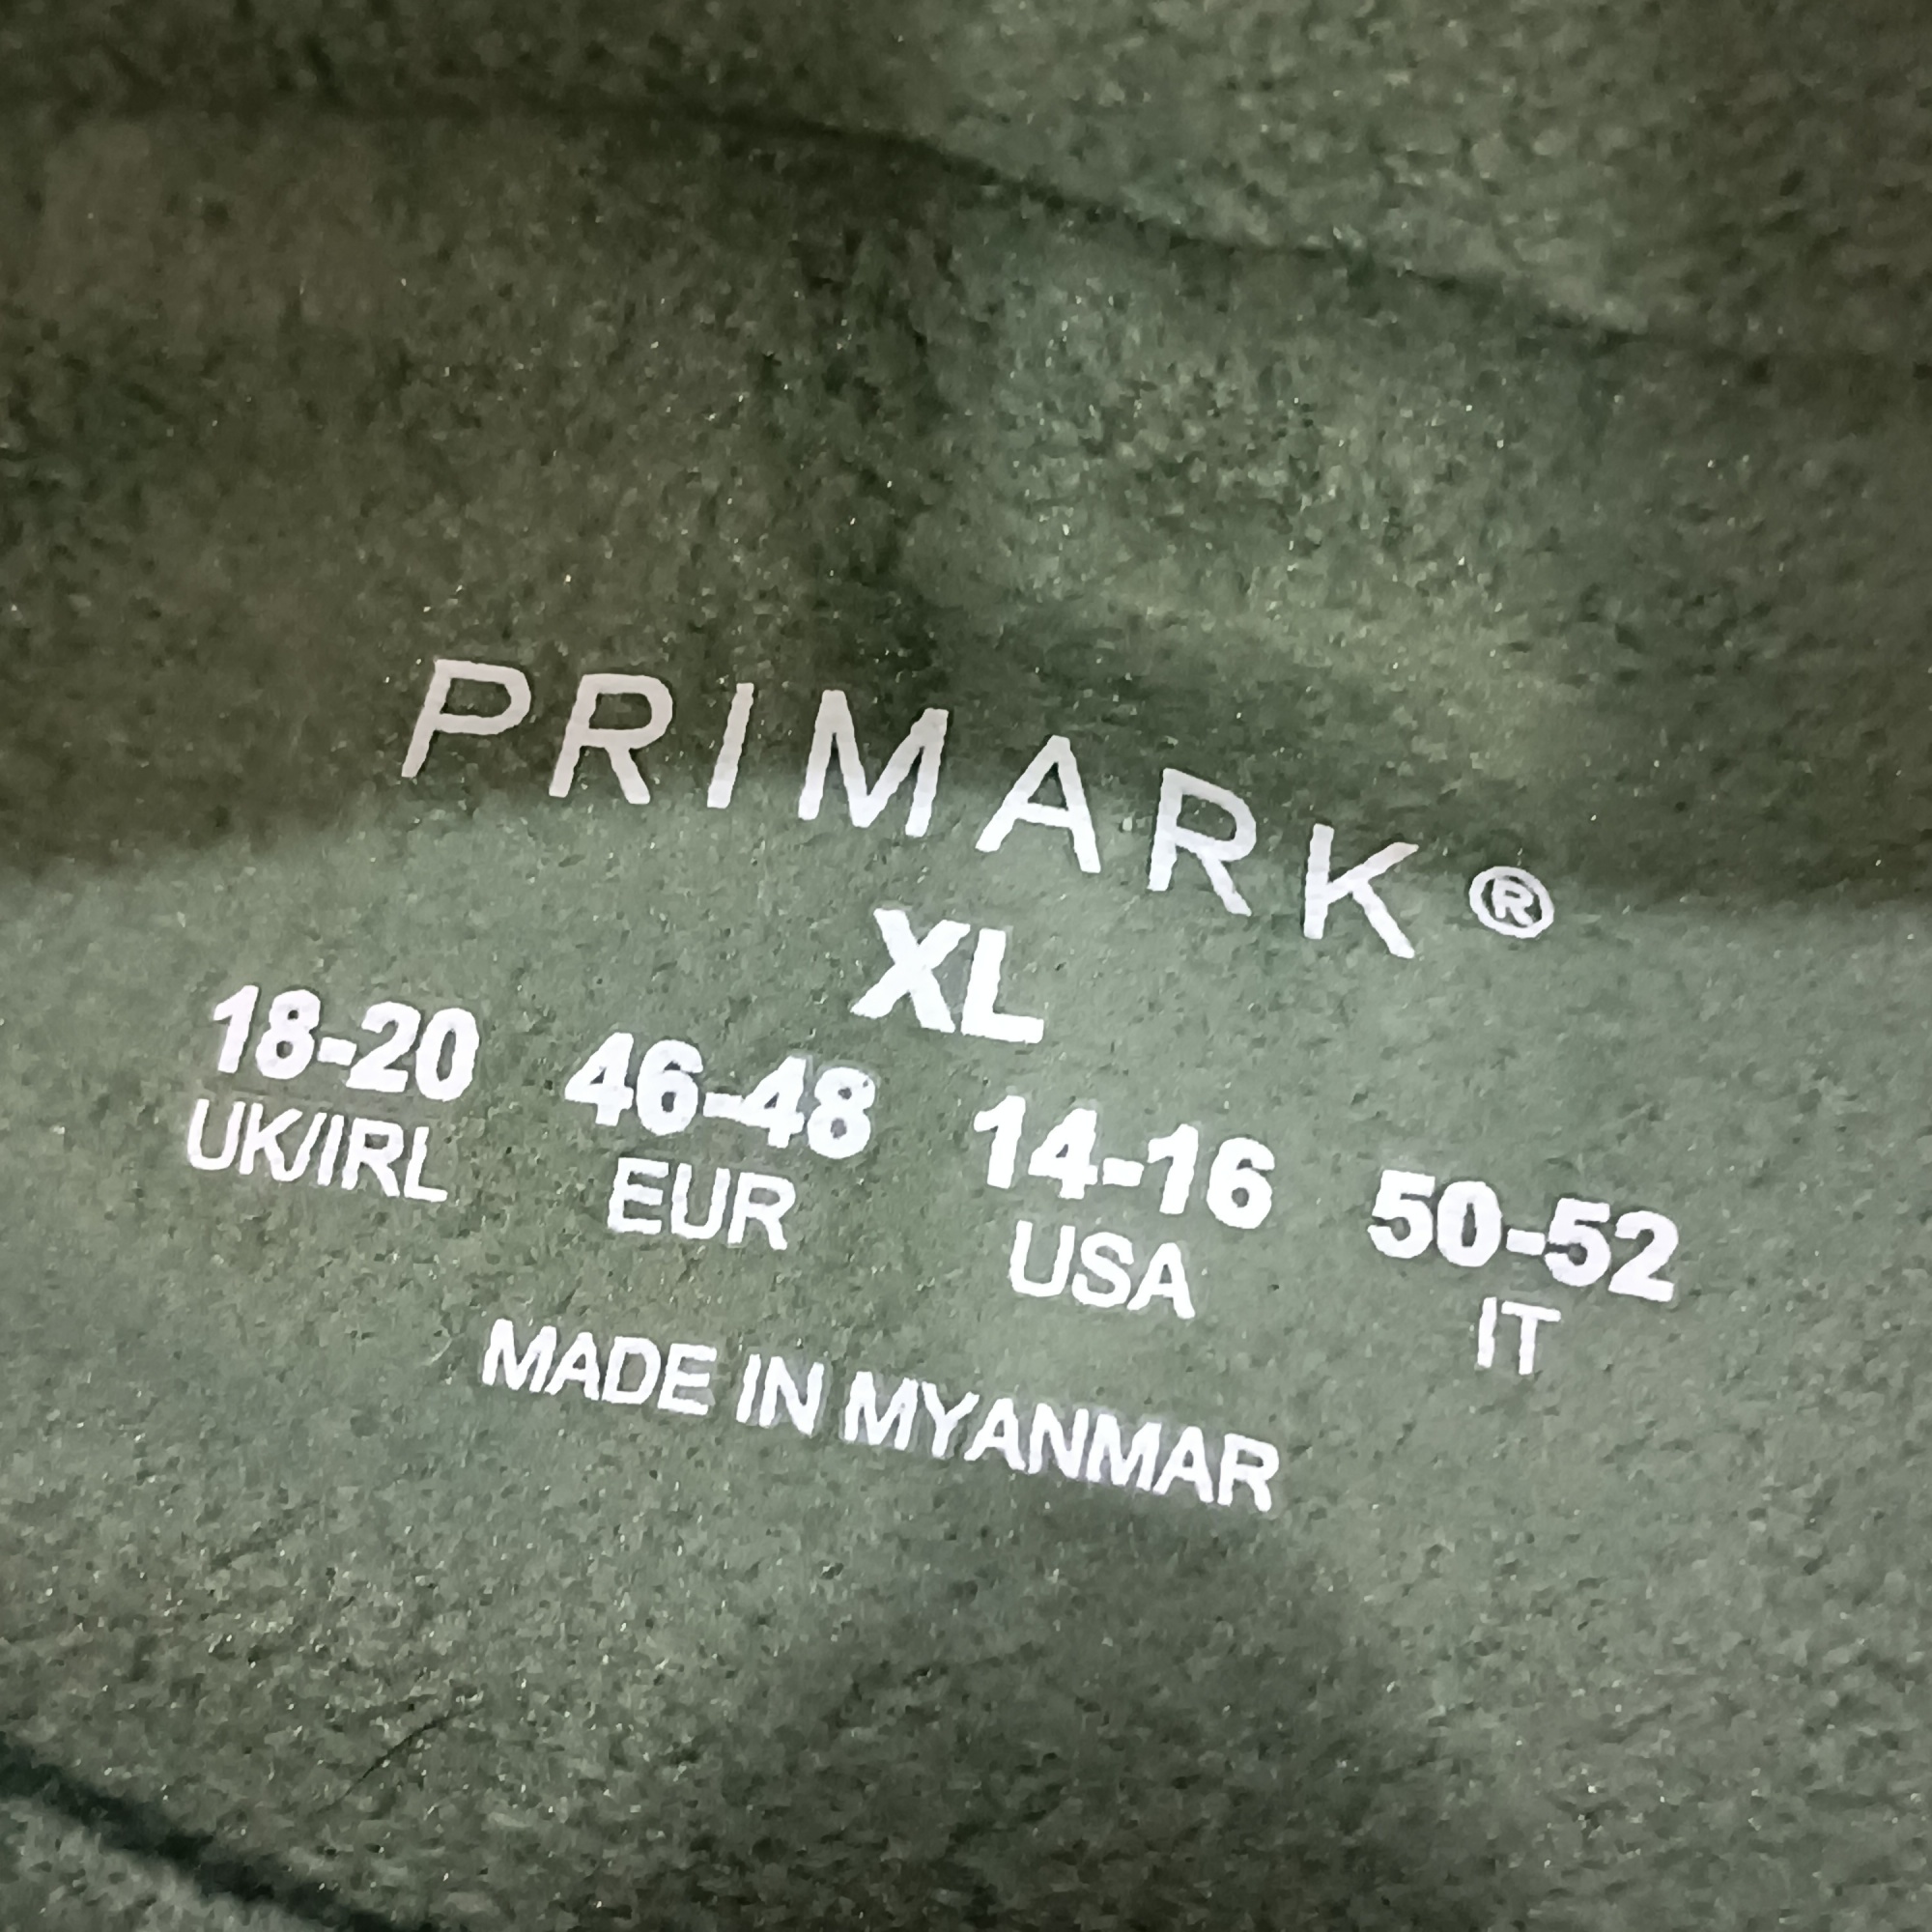 PRIMARK®
XL
18-20 46-48 14-16 50-52
UK/IRL EUR USA IT
MADE IN MYANMAR